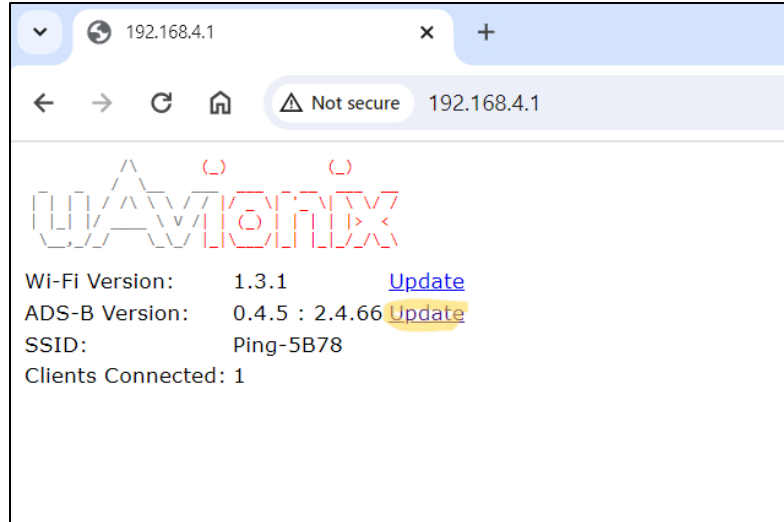 192.168.4.1
Not secure 192.168.4.1
uAvionix
Wi-Fi Version: 1.3.1 Update
ADS-B Version: 0.4.5 : 2.4.66 Update
SSID: Ping-5B78
Clients Connected: 1